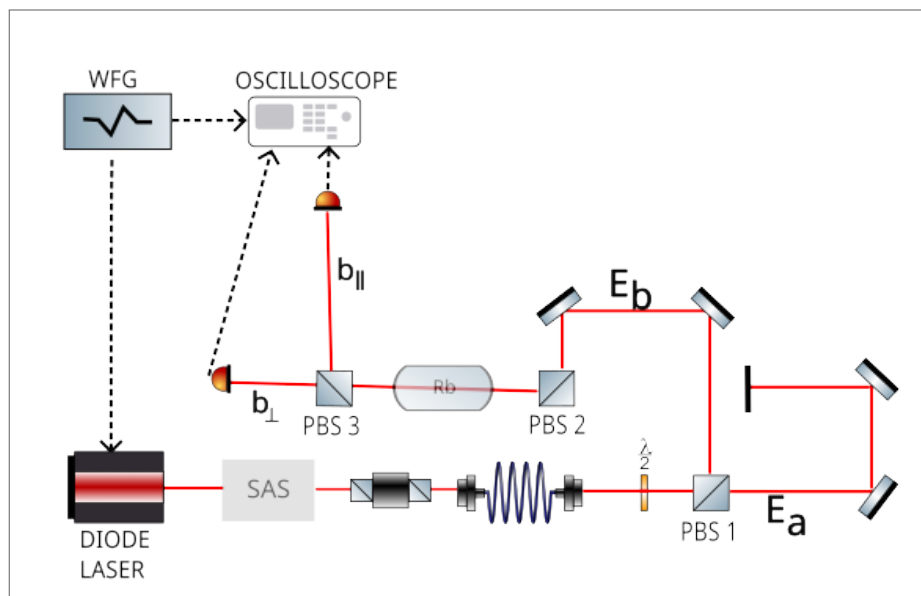 WFG
OSCILLOSCOPE
b∥
E_b
b⊥
PBS 3
Rb
PBS 2
DIODE
LASER
SAS
λ
2
PBS 1
E_a